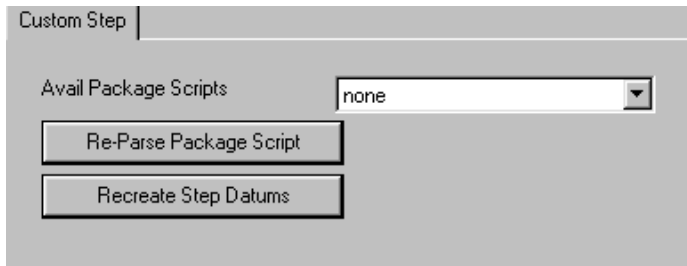 Custom Step
Avail Package Scripts none
Re-Parse Package Script
Recreate Step Datums